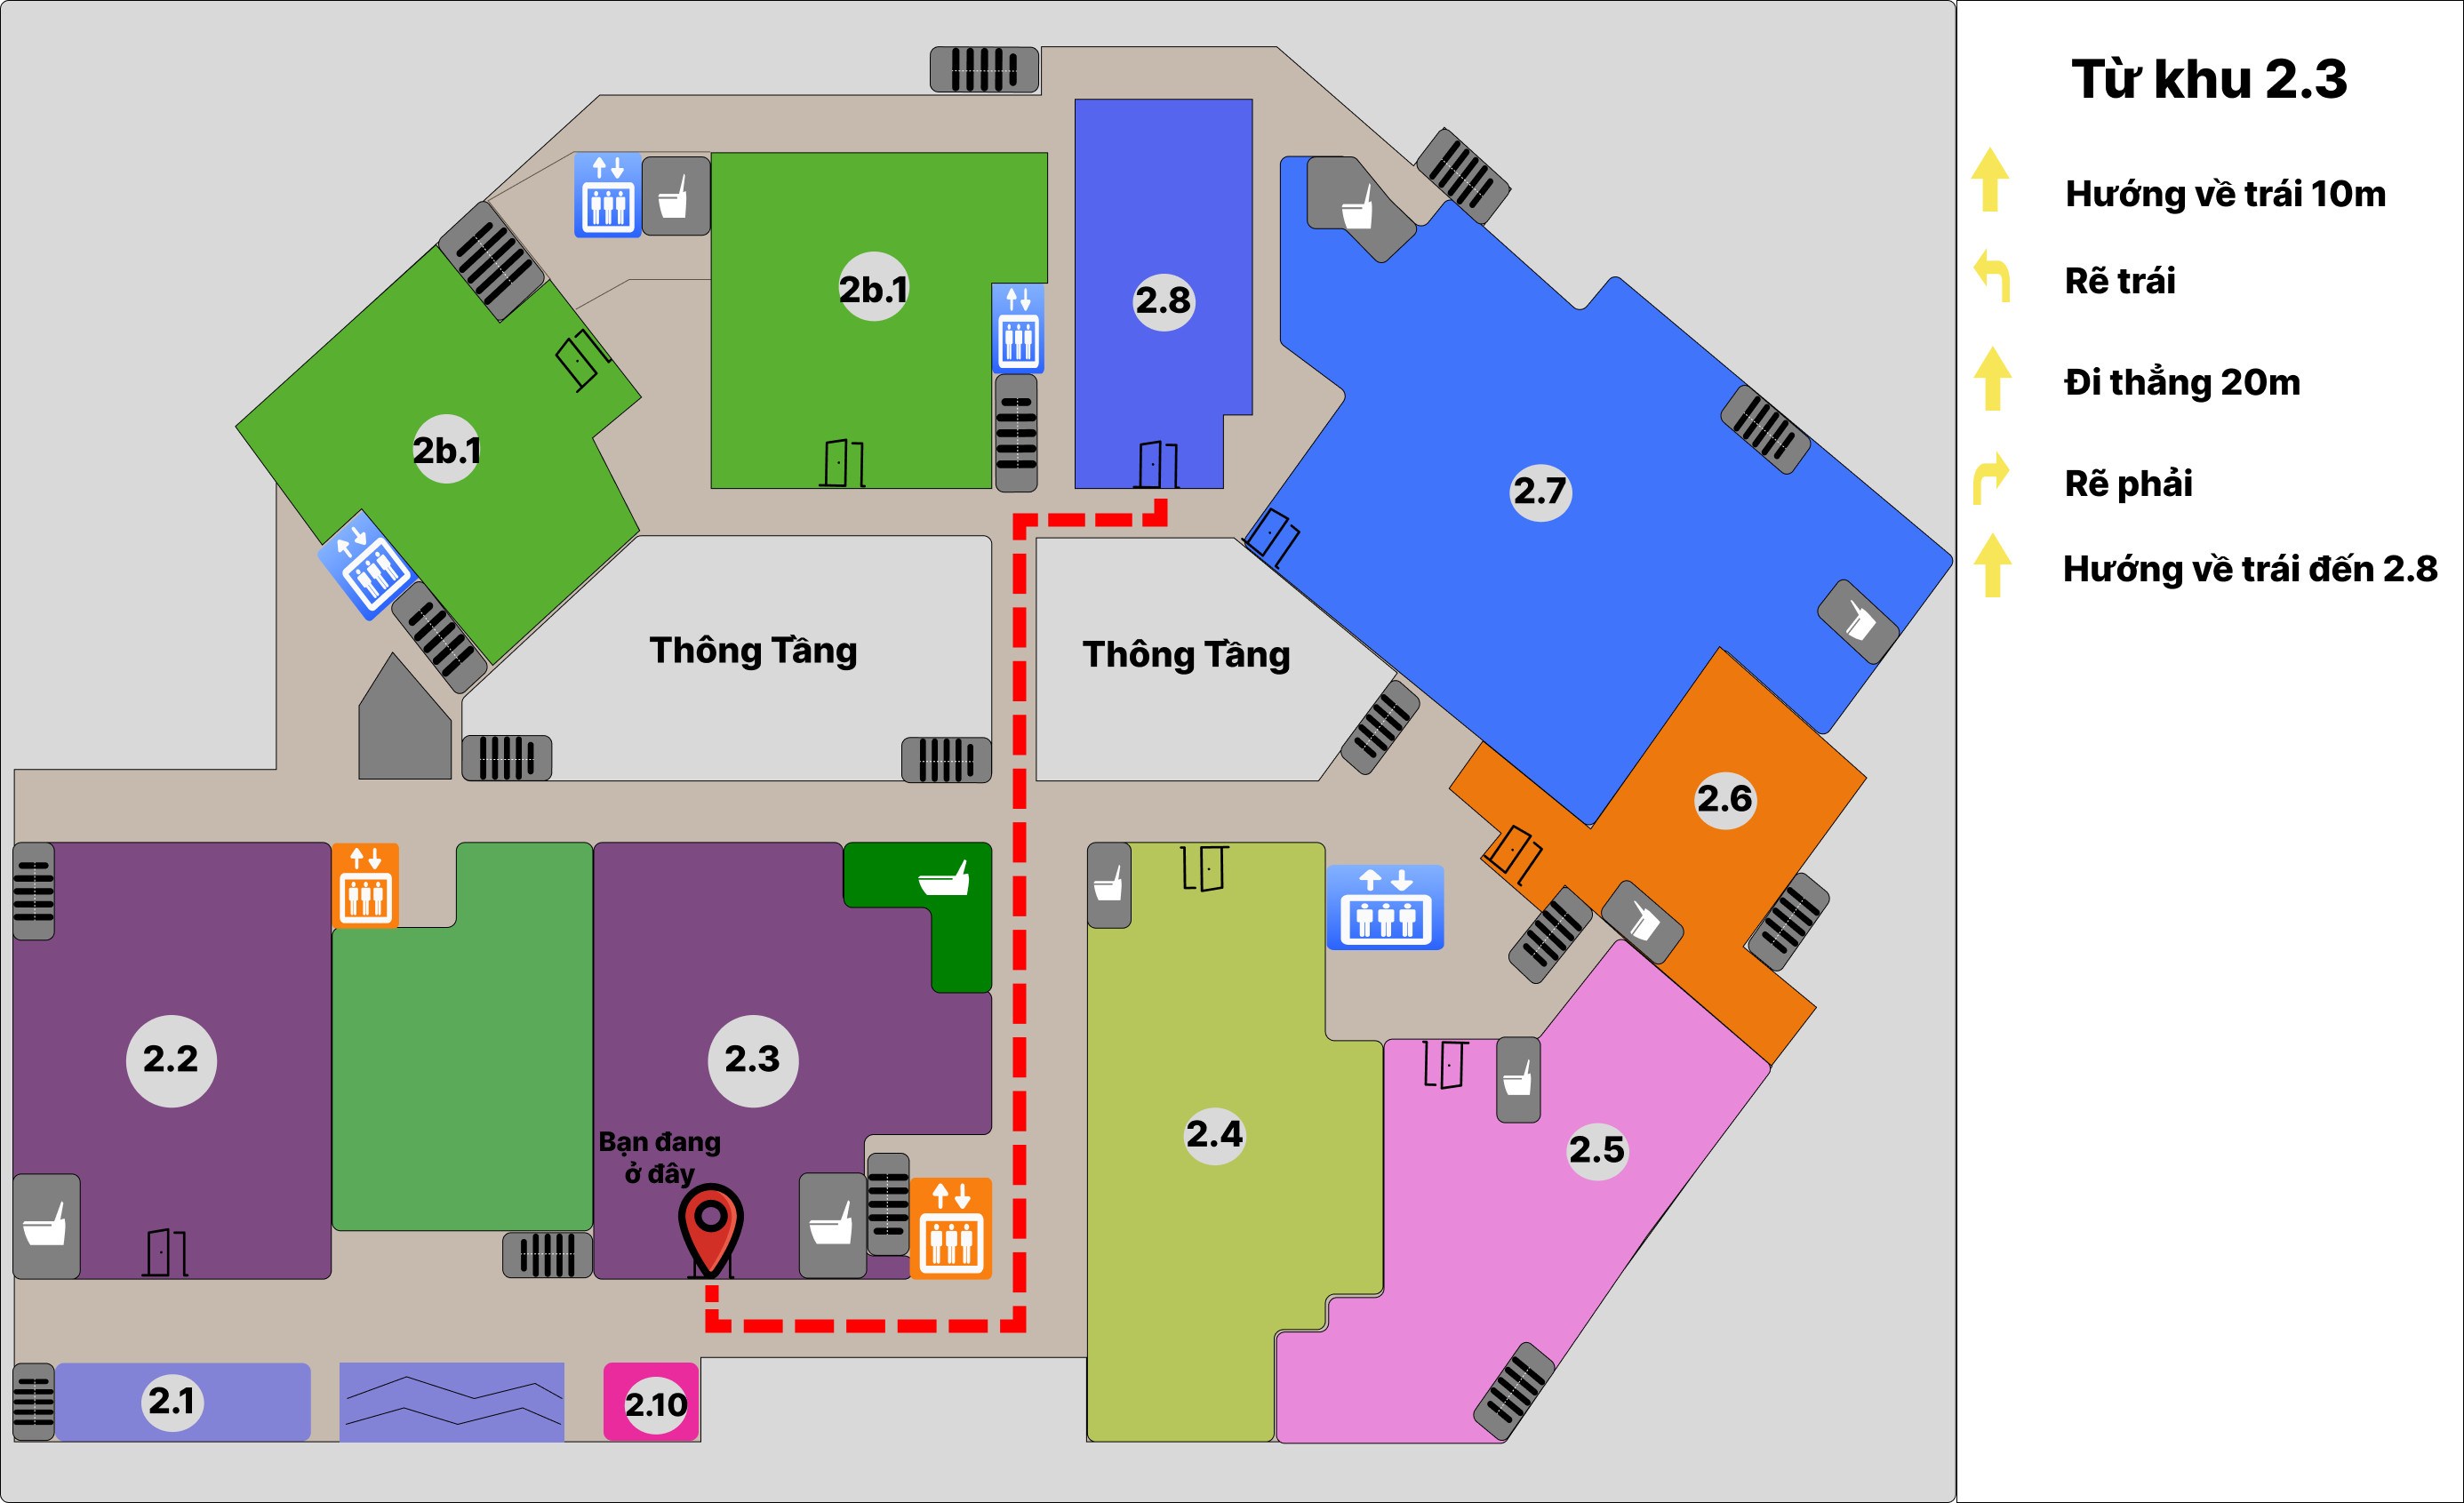 Từ khu 2.3
Hướng về trái 10m
Rẽ trái
Đi thẳng 20m
Rẽ phải
Hướng về trái đến 2.8
2b.1
2.8
2b.1
2.7
Thông Tầng
Thông Tầng
2.6
2.2
2.3
2.4
2.5
Bạn đang
ở đây
2.1
2.10